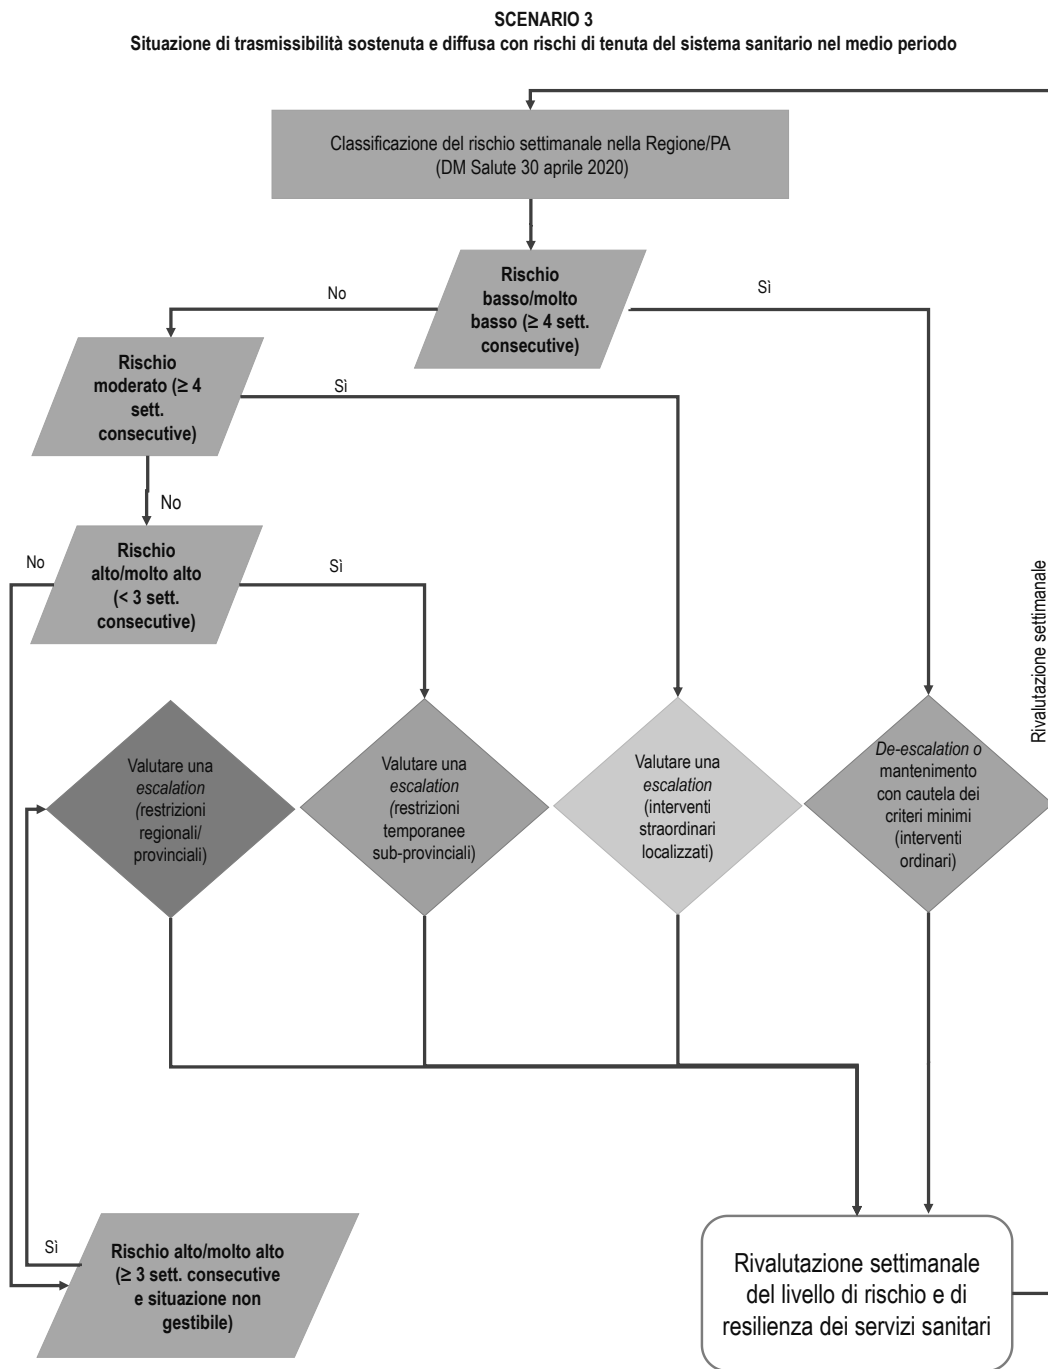 SCENARIO 3
Situazione di trasmissibilità sostenuta e diffusa con rischi di tenuta del sistema sanitario nel medio periodo
Classificazione del rischio settimanale nella Regione/PA
(DM Salute 30 aprile 2020)
Rischio
basso/molto
basso (≥ 4 sett.
consecutive)
No
Sì
Rischio
moderato (≥ 4
sett.
consecutive)
Sì
No
Rischio
alto/molto alto
(< 3 sett.
consecutive)
No
Sì
Rivalutazione settimanale
Valutare una
escalation
(restrizioni
regionali/
provinciali)
Valutare una
escalation
(restrizioni
temporanee
sub-provinciali)
Valutare una
escalation
(interventi
straordinari
localizzati)
De-escalation o
mantenimento
con cautela dei
criteri minimi
(interventi
ordinari)
Sì
Rischio alto/molto alto
(≥ 3 sett. consecutive
e situazione non
gestibile)
Rivalutazione settimanale
del livello di rischio e di
resilienza dei servizi sanitari